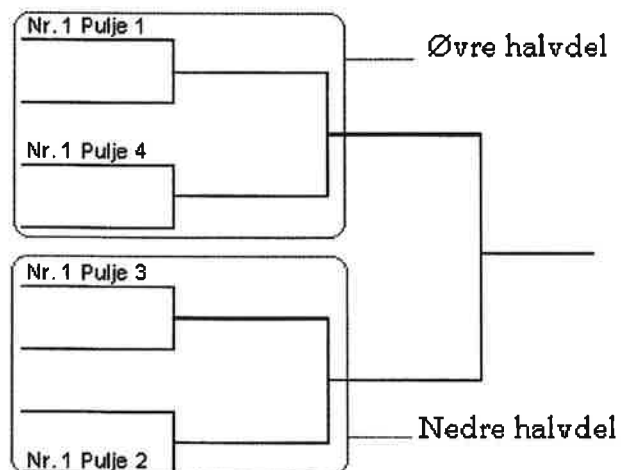 Nr. 1 Pulje 1
Øvre halvdel
Nr. 1 Pulje 4
Nr. 1 Pulje 3
Nedre halvdel
Nr. 1 Pulje 2